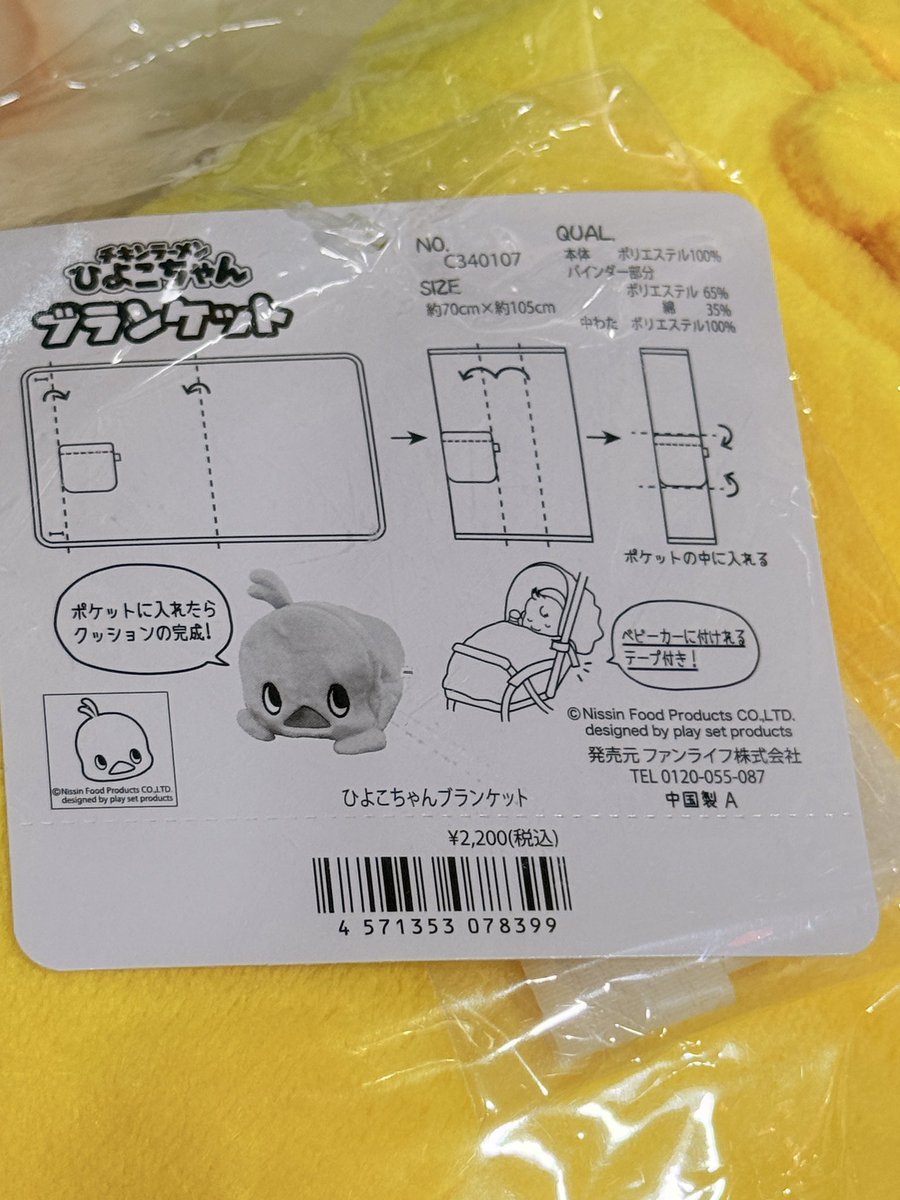 チキンラーメン
ひよこちゃん
ブランケット
NO.
C340107
SIZE
約70cm×約105cm
QUAL.
本体 ポリエステル100%
バインダー部分
ポリエステル 65%
綿 35%
中わた ポリエステル100%
ポケットの中に入れる
ポケットに入れたら
クッションの完成!
ベビーカーに付けれる
テープ付き!
©Nissin Food Products CO.,LTD.
designed by play set products
©Nissin Food Products CO.,LTD.
designed by play set products
発売元 ファンライフ株式会社
TEL 0120-055-087
中国製 A
ひよこちゃんブランケット
¥2,200(税込)
4 571353 078399